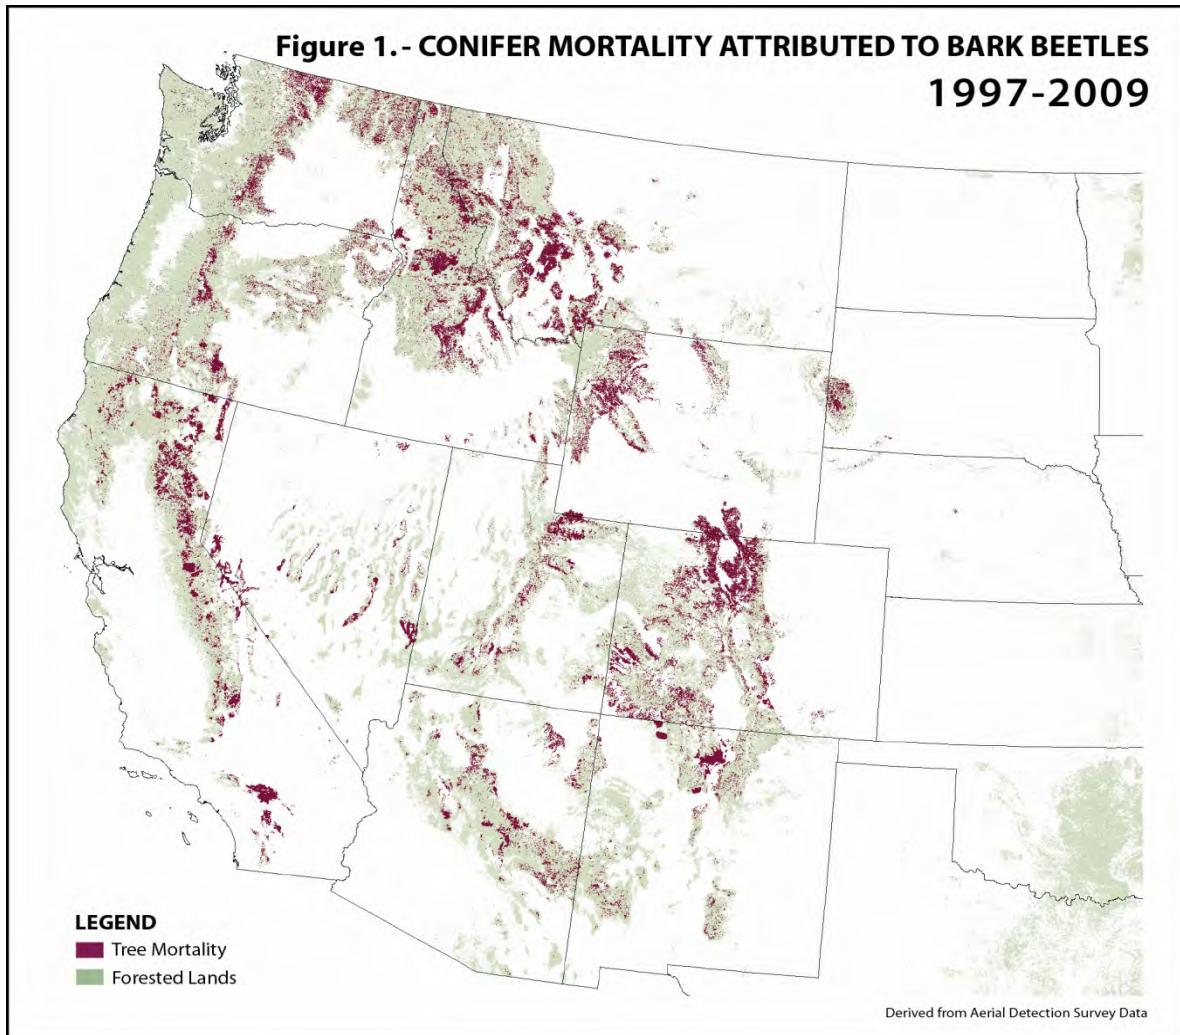 Figure 1.- CONIFER MORTALITY ATTRIBUTED TO BARK BEETLES
1997-2009
LEGEND
Tree Mortality
Forested Lands
Derived from Aerial Detection Survey Data